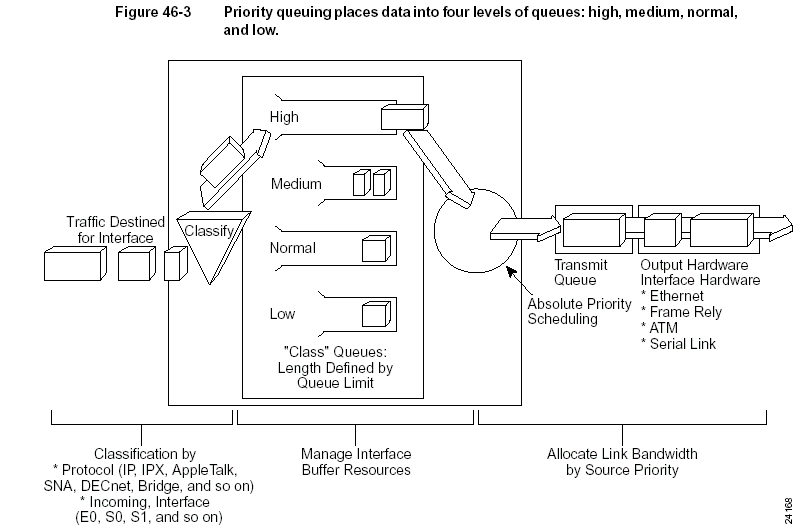 Figure 46-3 Priority queuing places data into four levels of queues: high, medium, normal,
and low.
High
Medium
Traffic Destined
for Interface
Classify
Normal
Low
"Class" Queues:
Length Defined by
Queue Limit
Absolute Priority
Scheduling
Transmit
Queue
Output Hardware
Interface Hardware
* Ethernet
* Frame Rely
* ATM
* Serial Link
Classification by
* Protocol (IP, IPX, AppleTalk,
SNA, DECnet, Bridge, and so on)
* Incoming, Interface
(E0, S0, S1, and so on)
Manage Interface
Buffer Resources
Allocate Link Bandwidth
by Source Priority
24168